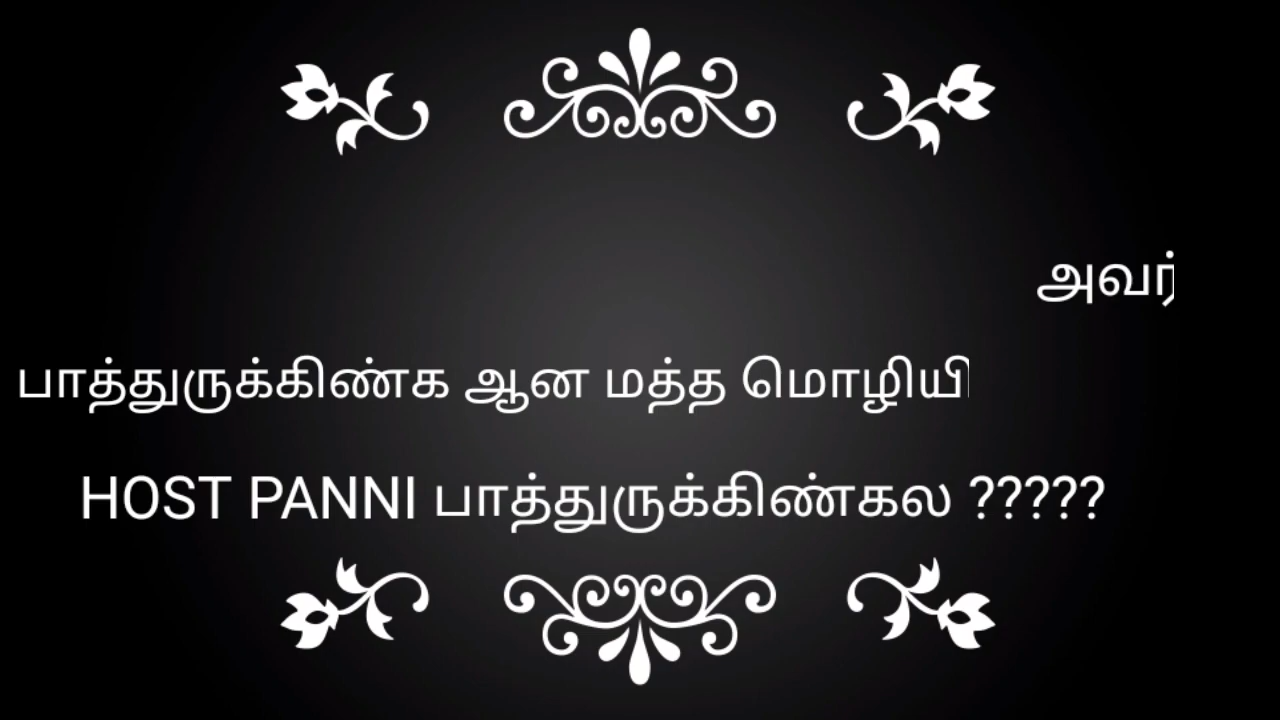 அவர்
பாத்துருக்கிண்க ஆன மத்த மொழியி
HOST PANNI பாத்துருக்கிண்கல ?????